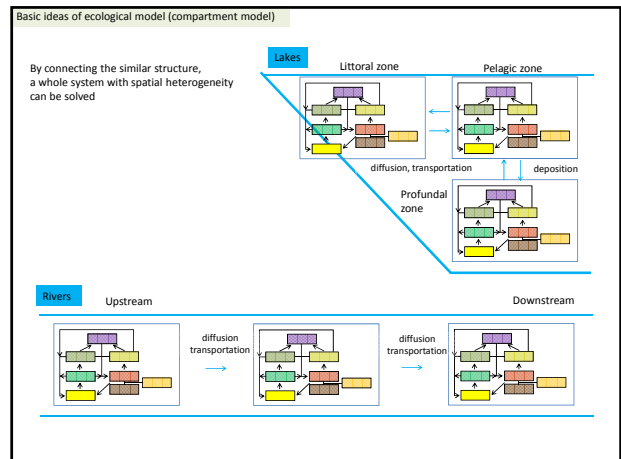 Basic ideas of ecological model (compartment model)
By connecting the similar structure,
a whole system with spatial heterogeneity
can be solved
Lakes
Littoral zone
Pelagic zone
diffusion, transportation
deposition
Profundal
zone
Rivers
Upstream
Downstream
diffusion
transportation
diffusion
transportation